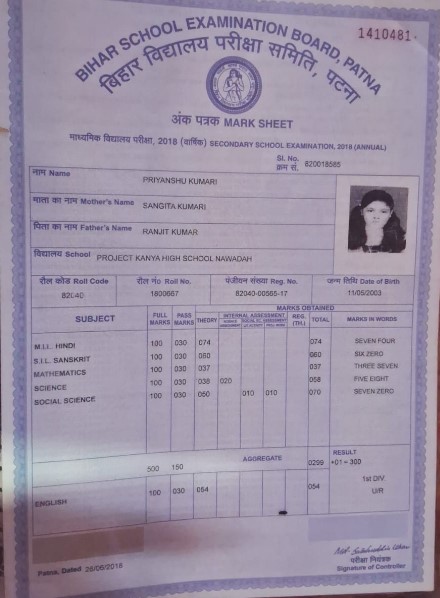 1410481
BIHAR SCHOOL EXAMINATION BOARD, PATNA
बिहार विद्यालय परीक्षा समिति, पटना
अंक पत्रक MARK SHEET
माध्यमिक विद्यालय परीक्षा, 2018 (वार्षिक) SECONDARY SCHOOL EXAMINATION, 2018 (ANNUAL)
Sl. No.
क्रम सं. 820018585
नाम Name PRIYANSHU KUMARI
माता का नाम Mother's Name SANGITA KUMARI
पिता का नाम Father's Name RANJIT KUMAR
विद्यालय School PROJECT KANYA HIGH SCHOOL NAWADAH
रौल कोड Roll Code रौल नं० Roll No. पंजीयन संख्या Reg. No. जन्म तिथि Date of Birth
82040 1800667 82040-00565-17 11/05/2003
MARKS OBTAINED
SUBJECT FULL MARKS PASS MARKS THEORY INTERNAL ASSESSMENT REG. (TH.) TOTAL MARKS IN WORDS
M.I.L. HINDI 100 030 074 074 SEVEN FOUR
S.I.L. SANSKRIT 100 030 060 060 SIX ZERO
MATHEMATICS 100 030 037 037 THREE SEVEN
SCIENCE 100 030 038 020 058 FIVE EIGHT
SOCIAL SCIENCE 100 030 050 010 010 070 SEVEN ZERO
AGGREGATE RESULT
500 150 0299 +01=300
1st DIV.
ENGLISH 100 030 054 054 U/R
Patna, Dated 26/06/2018
परीक्षा नियंत्रक
Signature of Controller